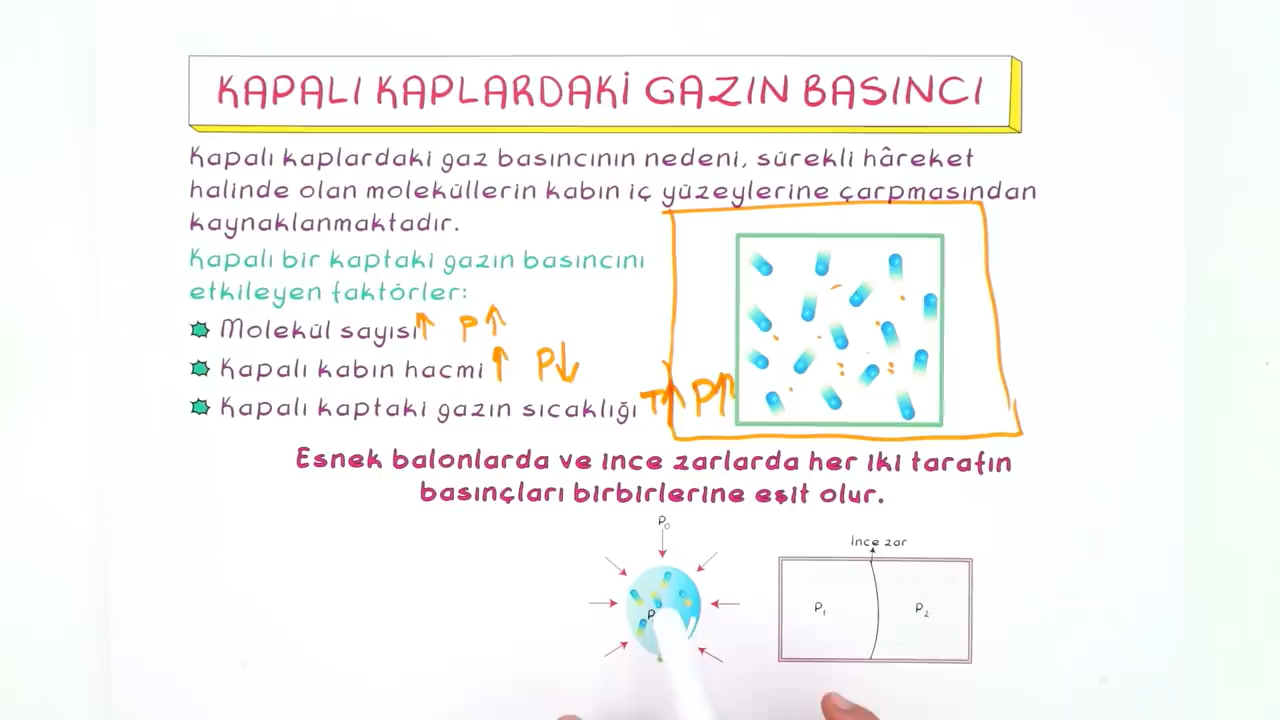 KAPALI KAPLARDAKİ GAZIN BASINCI
Kapalı kaplardaki gaz basıncının nedeni, sürekli hâreket
halinde olan moleküllerin kabın iç yüzeylerine çarpmasından
kaynaklanmaktadır.
Kapalı bir kaptaki gazın basıncını
etkileyen faktörler:
Molekül sayısı↑ P↑
Kapalı kabın hacmi↑ P↓
Kapalı kaptaki gazın sıcaklığı T↑ P↑
Esnek balonlarda ve ince zarlarda her iki tarafın
basınçları birbirlerine eşit olur.
P₀
P
İnce zar
P₁ P₂